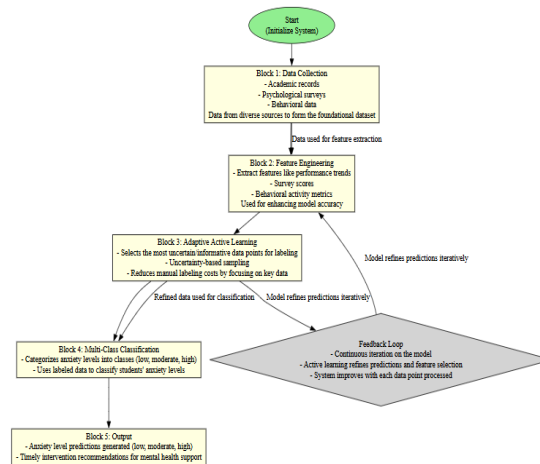 Start
(Initialize System)
Block 1: Data Collection
- Academic records
- Psychological surveys
- Behavioral data
Data from diverse sources to form the foundational dataset
Data used for feature extraction
Block 2: Feature Engineering
- Extract features like performance trends
- Survey scores
- Behavioral activity metrics
Used for enhancing model accuracy
Block 3: Adaptive Active Learning
- Selects the most uncertain/informative data points for labeling
- Uncertainty-based sampling
- Reduces manual labeling costs by focusing on key data
Model refines predictions iteratively
Refined data used for classification
Model refines predictions iteratively
Feedback Loop
- Continuous iteration on the model
- Active learning refines predictions and feature selection
- System improves with each data point processed
Block 4: Multi-Class Classification
- Categorizes anxiety levels into classes (low, moderate, high)
- Uses labeled data to classify students' anxiety levels
Block 5: Output
- Anxiety level predictions generated (low, moderate, high)
- Timely intervention recommendations for mental health support